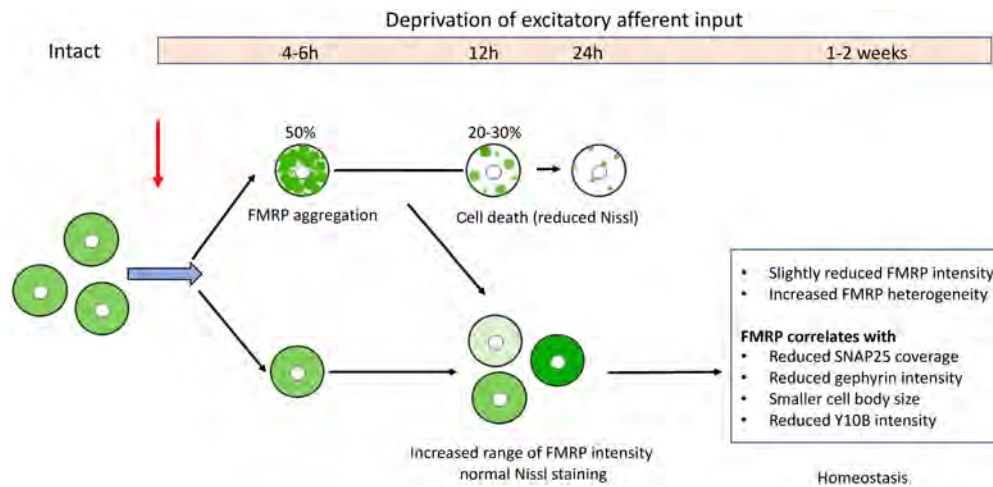 Deprivation of excitatory afferent input
Intact
4-6h
12h
24h
1-2 weeks
50%
20-30%
FMRP aggregation
Cell death (reduced Nissl)
• Slightly reduced FMRP intensity
• Increased FMRP heterogeneity
FMRP correlates with
• Reduced SNAP25 coverage
• Reduced gephyrin intensity
• Smaller cell body size
• Reduced Y10B intensity
Increased range of FMRP intensity
normal Nissl staining
Homeostasis